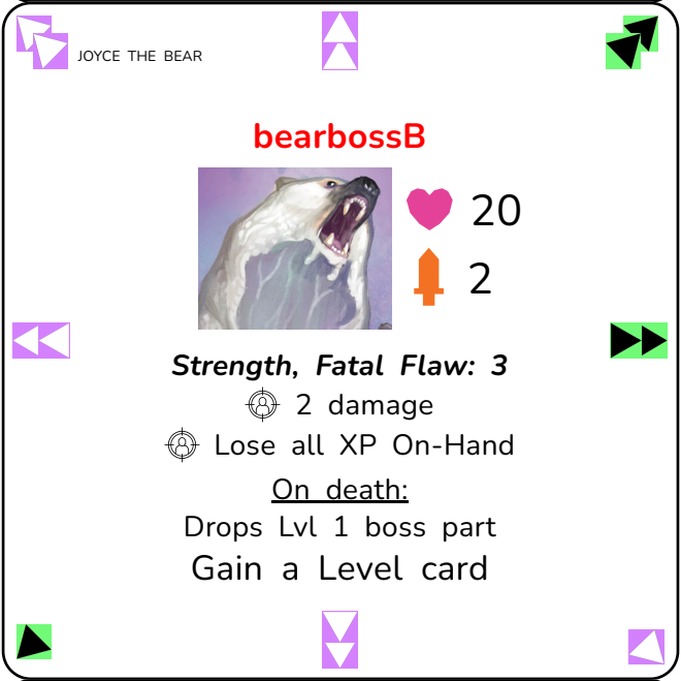 JOYCE THE BEAR
bearbossB
20
2
Strength, Fatal Flaw: 3
2 damage
Lose all XP On-Hand
On death:
Drops Lvl 1 boss part
Gain a Level card